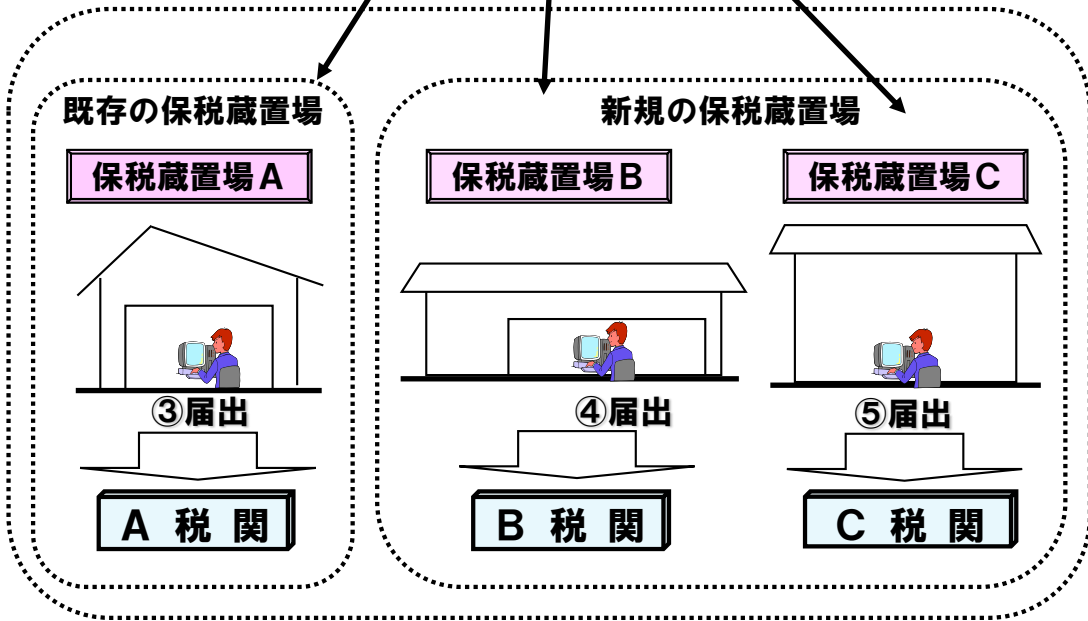 既存の保税蔵置場
新規の保税蔵置場
保税蔵置場A
保税蔵置場B
保税蔵置場C
③届出
④届出
⑤届出
A 税 関
B 税 関
C 税 関